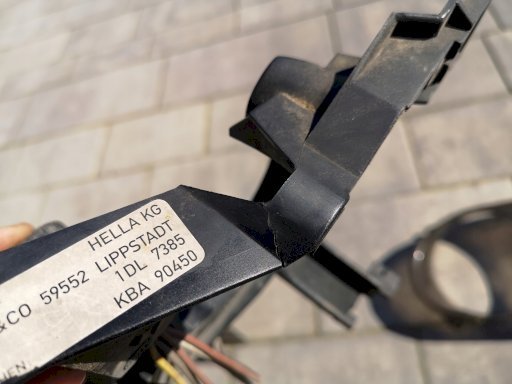 HELLA KG
&CO 59552 LIPPSTADT
1DL 7385
KBA 90450